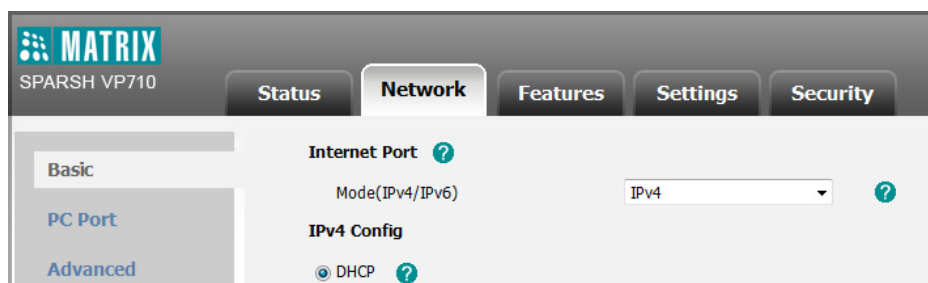 MATRIX
SPARSH VP710
Status Network Features Settings Security
Basic
PC Port
Advanced
Internet Port ?
Mode(IPv4/IPv6) IPv4 ?
IPv4 Config
DHCP ?